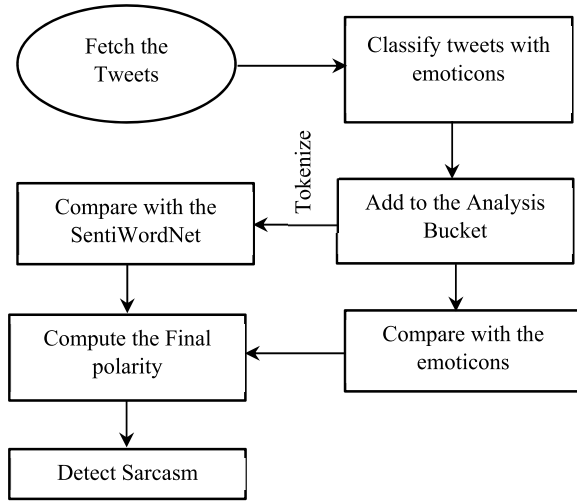 Fetch the
Tweets
Classify tweets with
emoticons
Tokenize
Compare with the
SentiWordNet
Add to the Analysis
Bucket
Compute the Final
polarity
Compare with the
emoticons
Detect Sarcasm